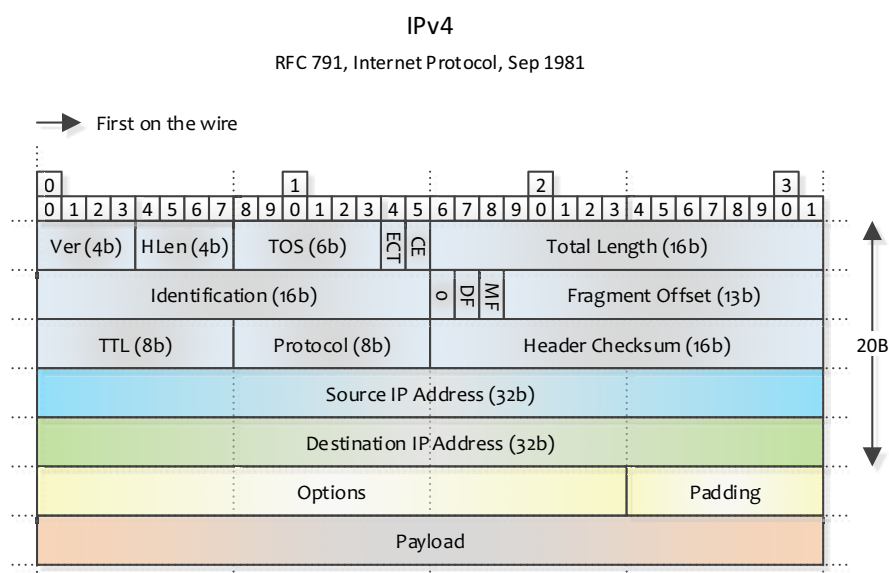 IPv4
RFC 791, Internet Protocol, Sep 1981
First on the wire
0 1 2 3
0 1 2 3 4 5 6 7 8 9 0 1 2 3 4 5 6 7 8 9 0 1 2 3 4 5 6 7 8 9 0 1
Ver (4b) HLen (4b) TOS (6b) ECT CE Total Length (16b)
Identification (16b) 0 DF MF Fragment Offset (13b)
TTL (8b) Protocol (8b) Header Checksum (16b) 20B
Source IP Address (32b)
Destination IP Address (32b)
Options Padding
Payload